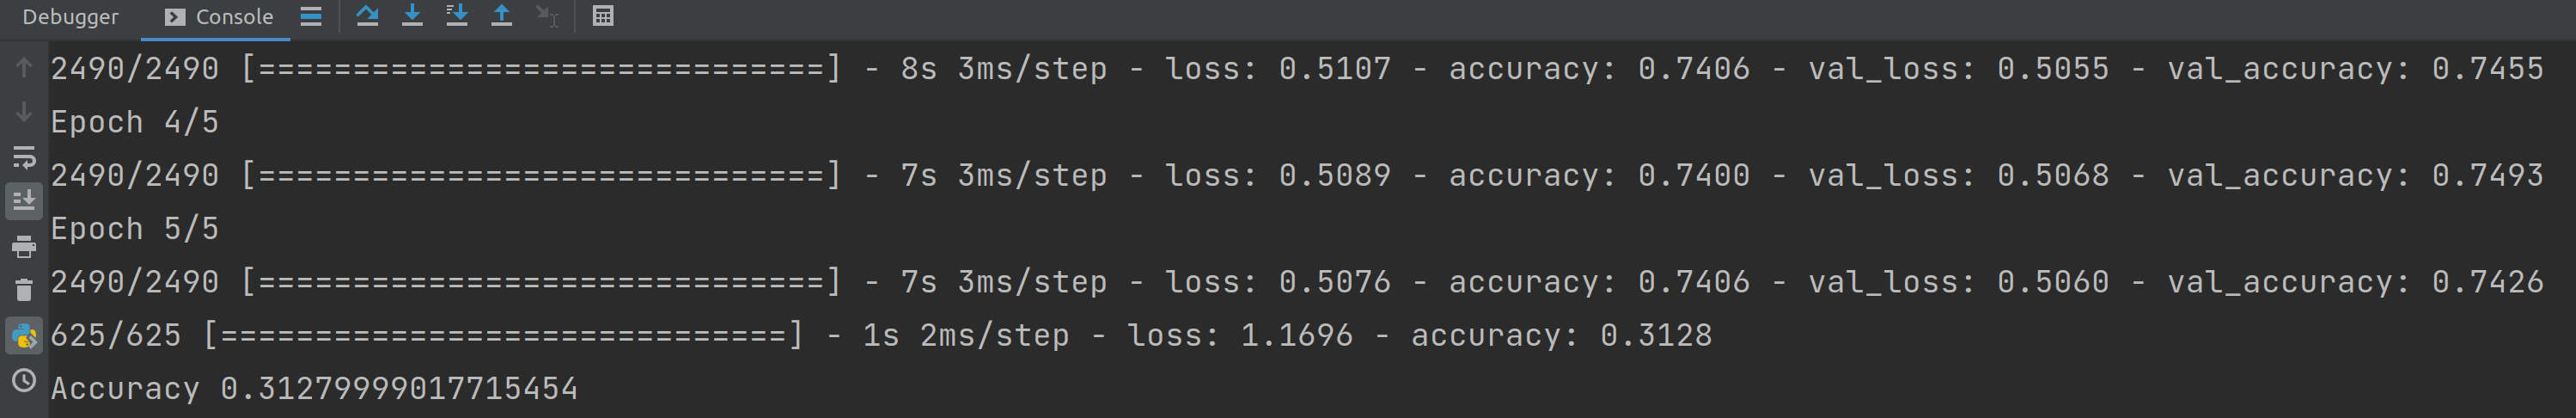 Debugger Console
2490/2490 [==============================] - 8s 3ms/step - loss: 0.5107 - accuracy: 0.7406 - val_loss: 0.5055 - val_accuracy: 0.7455
Epoch 4/5
2490/2490 [==============================] - 7s 3ms/step - loss: 0.5089 - accuracy: 0.7400 - val_loss: 0.5068 - val_accuracy: 0.7493
Epoch 5/5
2490/2490 [==============================] - 7s 3ms/step - loss: 0.5076 - accuracy: 0.7406 - val_loss: 0.5060 - val_accuracy: 0.7426
625/625 [==============================] - 1s 2ms/step - loss: 1.1696 - accuracy: 0.3128
Accuracy 0.31279999017715454